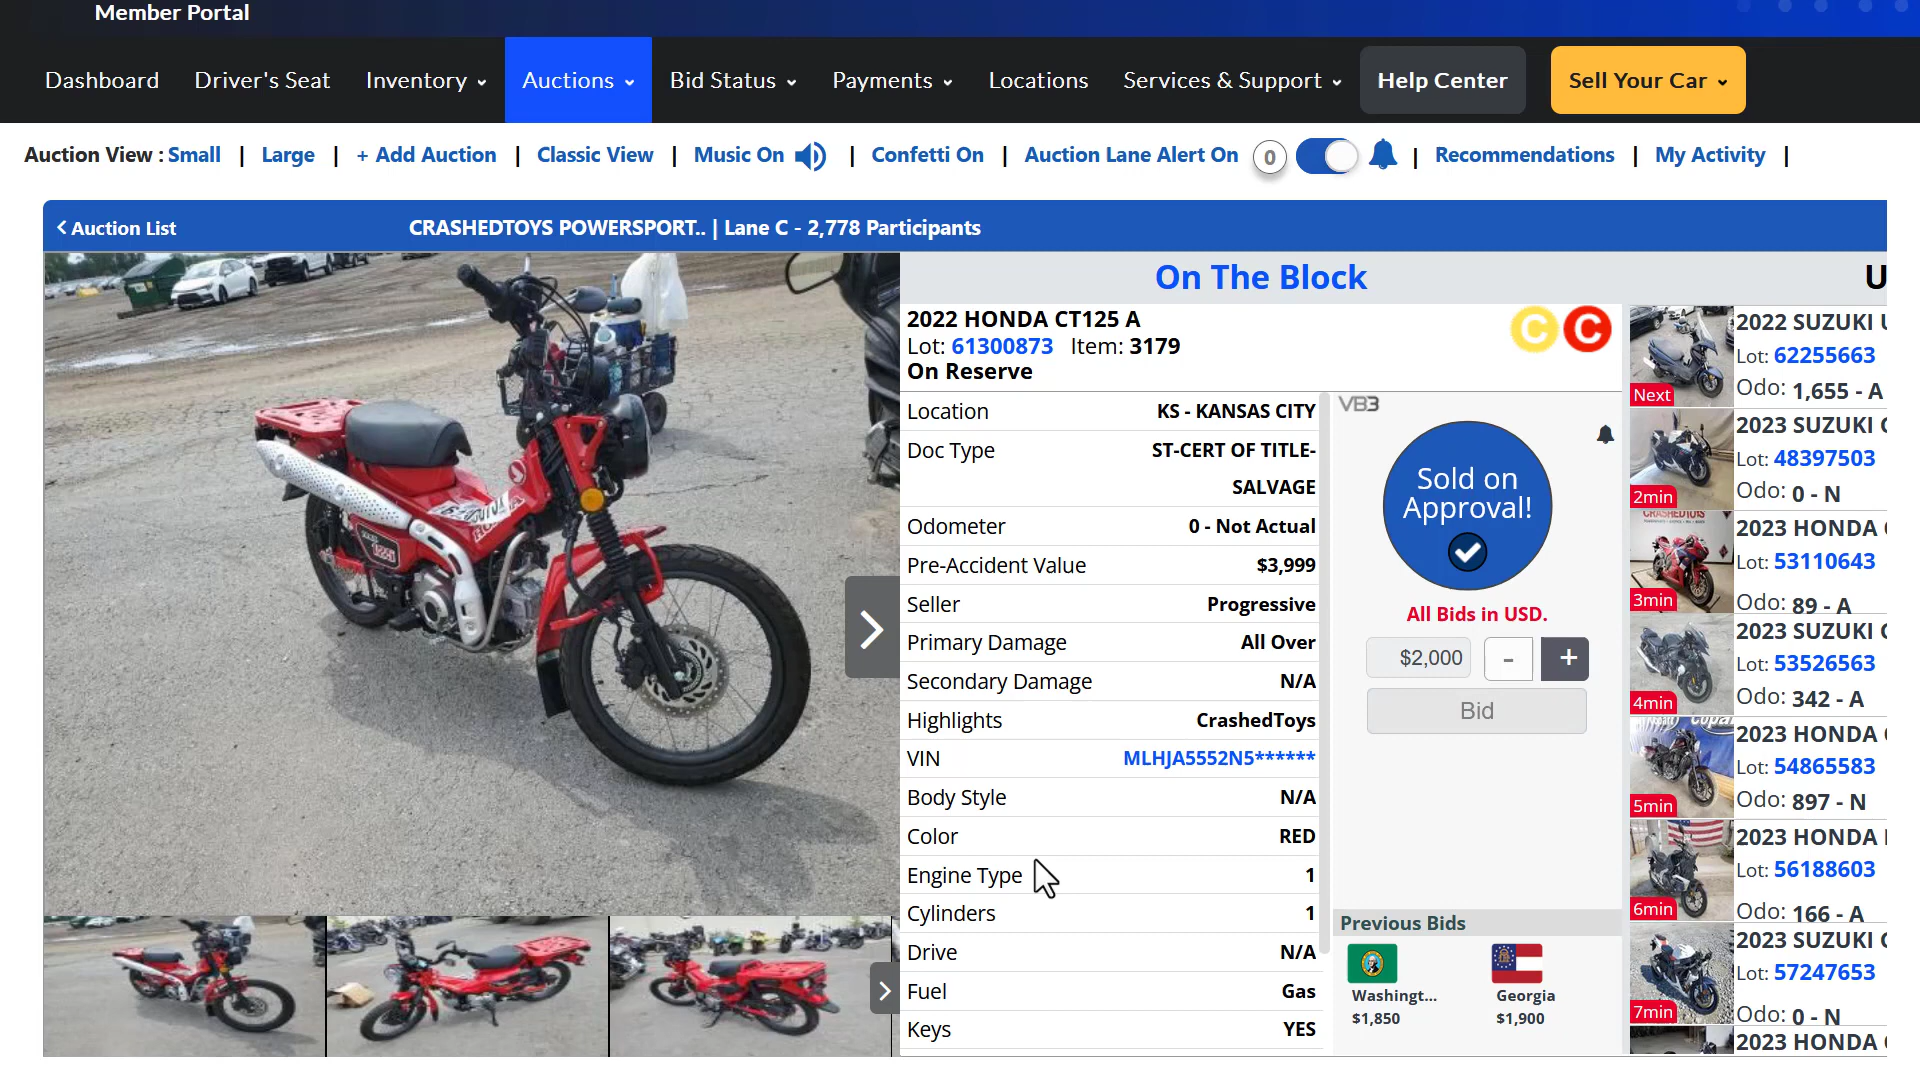 Member Portal
Dashboard Driver's Seat Inventory Auctions Bid Status Payments Locations Services & Support Help Center Sell Your Car
Auction View : Small | Large | + Add Auction | Classic View | Music On | Confetti On | Auction Lane Alert On 0 | Recommendations | My Activity |
Auction List
CRASHEDTOYS POWERSPORT.. | Lane C - 2,778 Participants
On The Block
2022 HONDA CT125 A
Lot: 61300873 Item: 3179
On Reserve
C C
Location KS - KANSAS CITY
Doc Type ST-CERT OF TITLE-
SALVAGE
Odometer 0 - Not Actual
Pre-Accident Value $3,999
Seller Progressive
Primary Damage All Over
Secondary Damage N/A
Highlights CrashedToys
VIN MLHJA5552N5******
Body Style N/A
Color RED
Engine Type 1
Cylinders 1
Drive N/A
Fuel Gas
Keys YES
VB3
Sold on
Approval!
All Bids in USD.
$2,000 - +
Bid
Previous Bids
Washingt...
$1,850
Georgia
$1,900
U
2022 SUZUKI U
Lot: 62255663
Odo: 1,655 - A
Next
2023 SUZUKI
Lot: 48397503
Odo: 0 - N
2min
2023 HONDA
Lot: 53110643
Odo: 89 - A
3min
2023 SUZUKI
Lot: 53526563
Odo: 342 - A
4min
2023 HONDA
Lot: 54865583
Odo: 897 - N
5min
2023 HONDA
Lot: 56188603
Odo: 166 - A
6min
2023 SUZUKI
Lot: 57247653
Odo: 0 - N
7min
2023 HONDA
125
HONDA